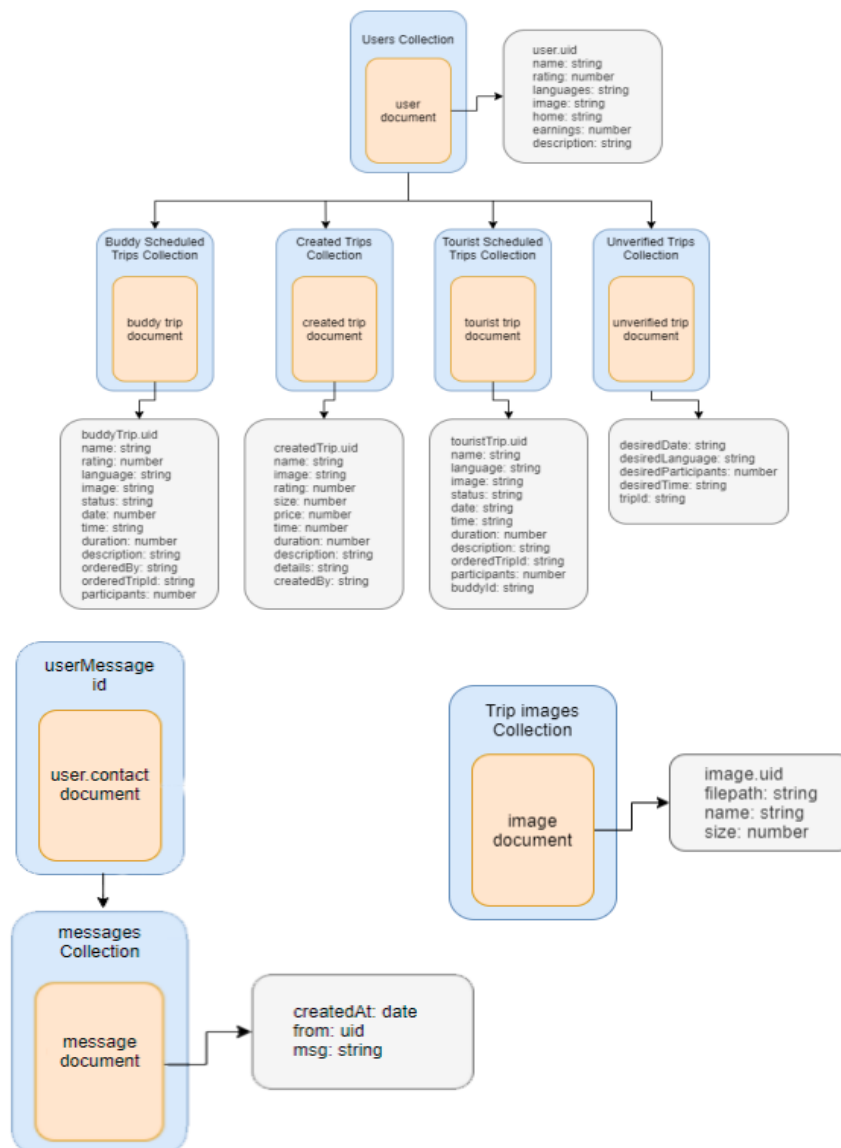 Users Collection
user
document
user.uid
name: string
rating: number
languages: string
image: string
home: string
earnings: number
description: string
Buddy Scheduled
Trips Collection
buddy trip
document
Created Trips
Collection
created trip
document
Tourist Scheduled
Trips Collection
tourist trip
document
Unverified Trips
Collection
unverified trip
document
buddyTrip.uid
name: string
rating: number
language: string
image: string
status: string
date: number
time: string
duration: number
description: string
orderedBy: string
orderedTripId: string
participants: number
createdTrip.uid
name: string
image: string
rating: number
size: number
price: number
time: number
duration: number
description: string
details: string
createdBy: string
touristTrip.uid
name: string
language: string
image: string
status: string
date: string
time: string
duration: number
description: string
orderedTripId: string
participants: number
buddyId: string
desiredDate: string
desiredLanguage: string
desiredParticipants: number
desiredTime: string
tripId: string
userMessage
id
user.contact
document
messages
Collection
message
document
createdAt: date
from: uid
msg: string
Trip images
Collection
image
document
image.uid
filepath: string
name: string
size: number